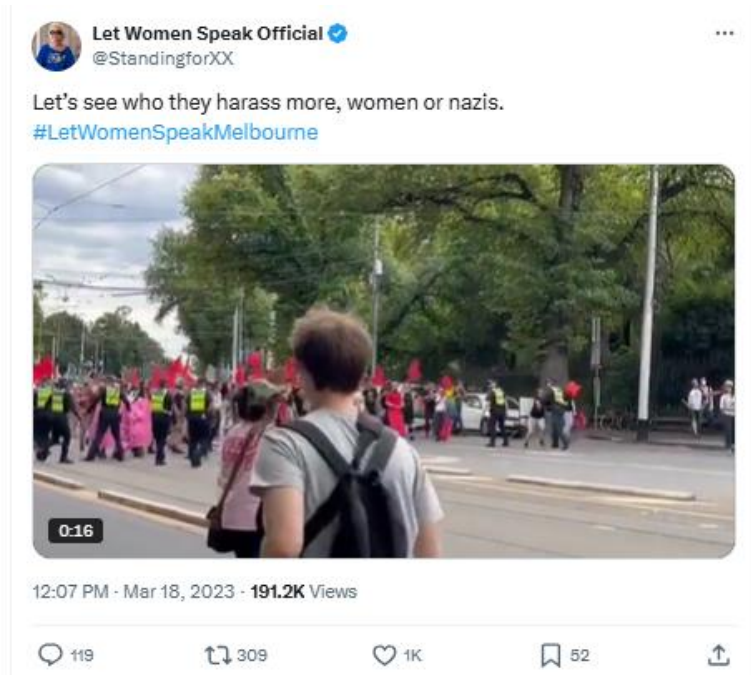 Let Women Speak Official
@StandingforXX
Let's see who they harass more, women or nazis.
#LetWomenSpeakMelbourne
0:16
12:07 PM · Mar 18, 2023 · 191.2K Views
119 309 1K 52